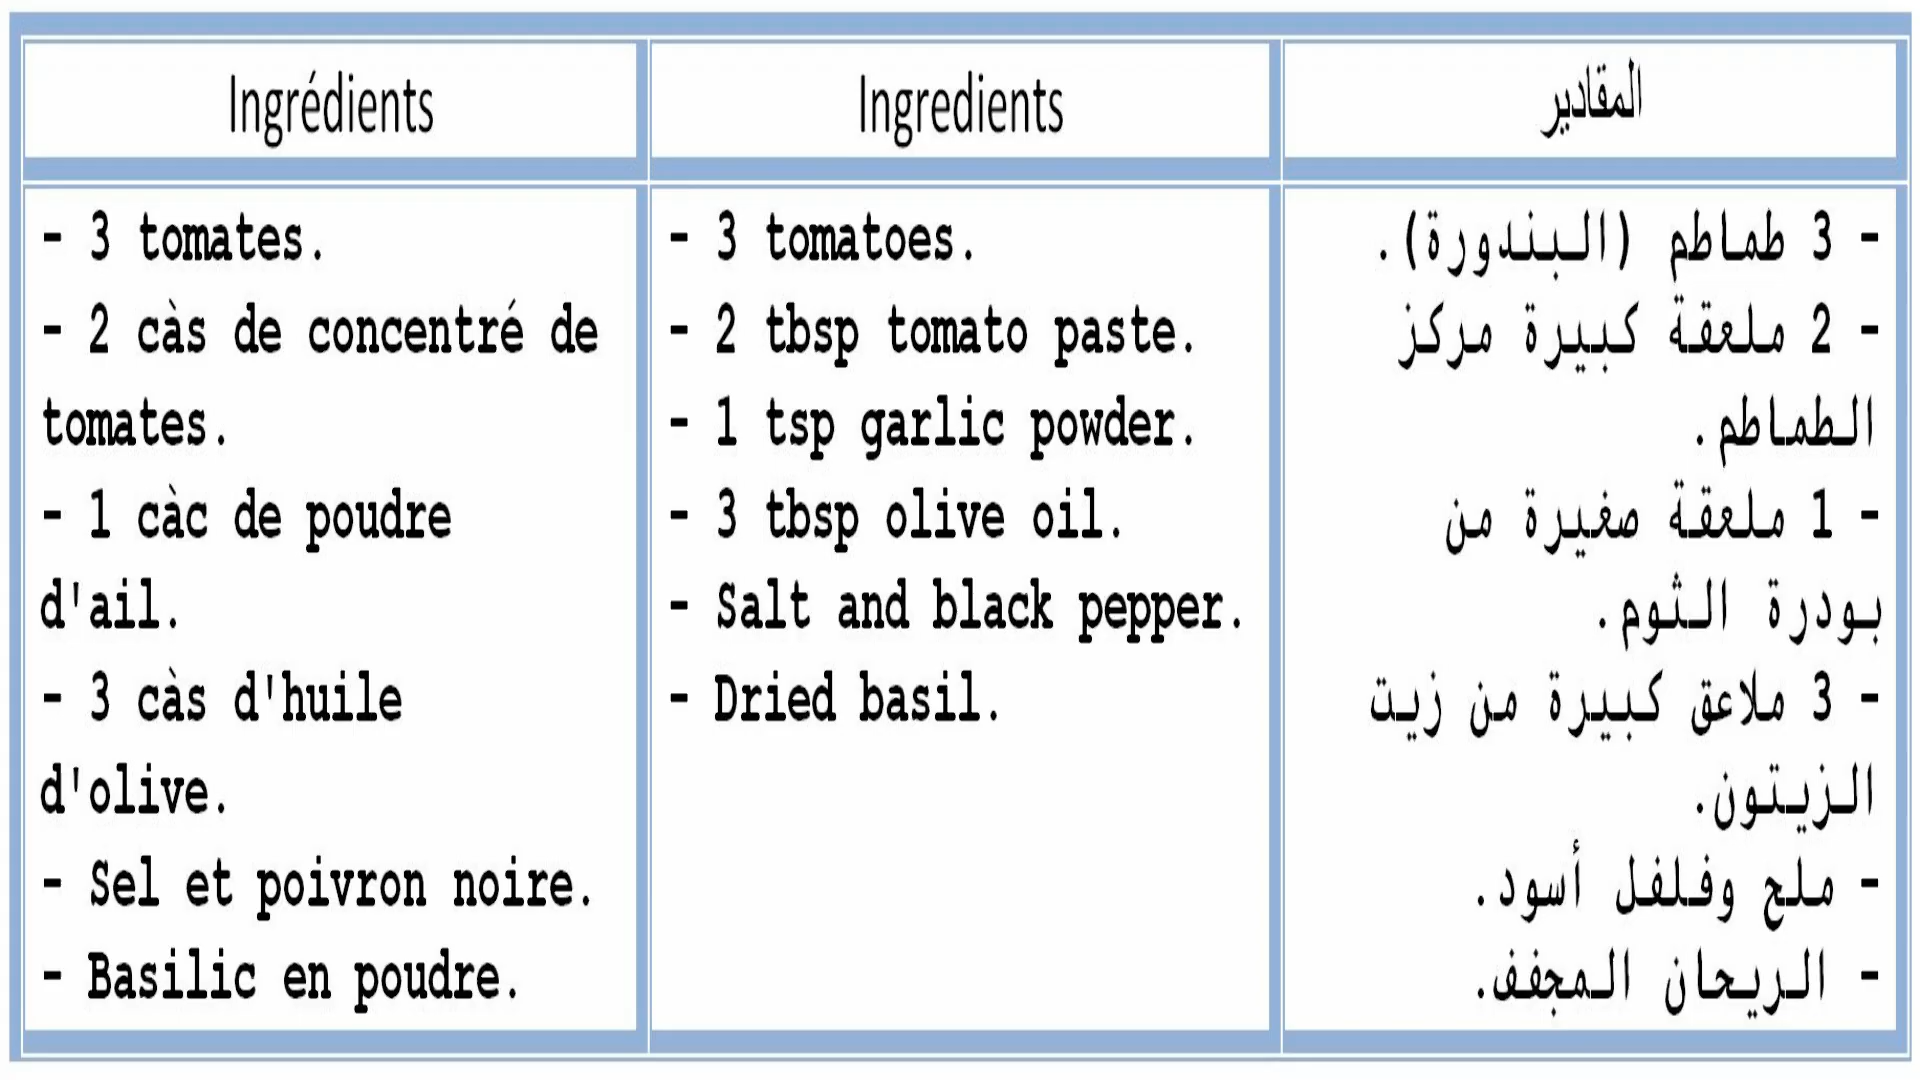 Ingrédients
- 3 tomates.
- 2 càs de concentré de
tomates.
- 1 càc de poudre
d'ail.
- 3 càs d'huile
d'olive.
- Sel et poivron noire.
- Basilic en poudre.
Ingredients
- 3 tomatoes.
- 2 tbsp tomato paste.
- 1 tsp garlic powder.
- 3 tbsp olive oil.
- Salt and black pepper.
- Dried basil.
المقادير
- 3 طماطم (البندورة).
- 2 ملعقة كبيرة مركز
الطماطم.
- 1 ملعقة صغيرة من
بودرة الثوم.
- 3 ملاعق كبيرة من زيت
الزيتون.
- ملح وفلفل أسود.
- الريحان المجفف.